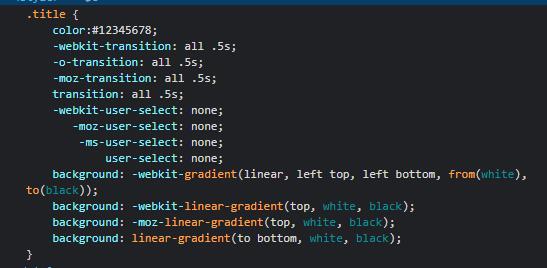 .title {
color:#12345678;
-webkit-transition: all .5s;
-o-transition: all .5s;
-moz-transition: all .5s;
transition: all .5s;
-webkit-user-select: none;
-moz-user-select: none;
-ms-user-select: none;
user-select: none;
background: -webkit-gradient(linear, left top, left bottom, from(white),
to(black));
background: -webkit-linear-gradient(top, white, black);
background: -moz-linear-gradient(top, white, black);
background: linear-gradient(to bottom, white, black);
}